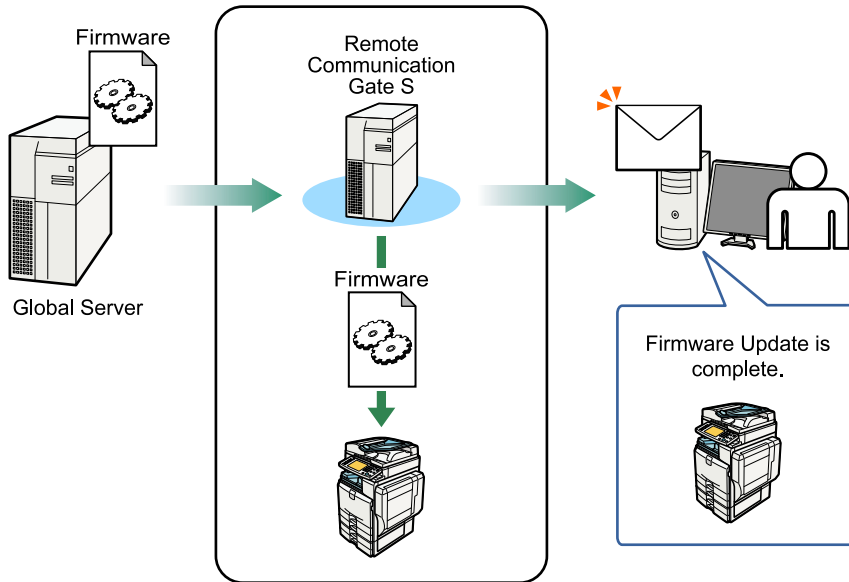 Firmware
Global Server
Remote
Communication
Gate S
Firmware
Firmware Update is
complete.